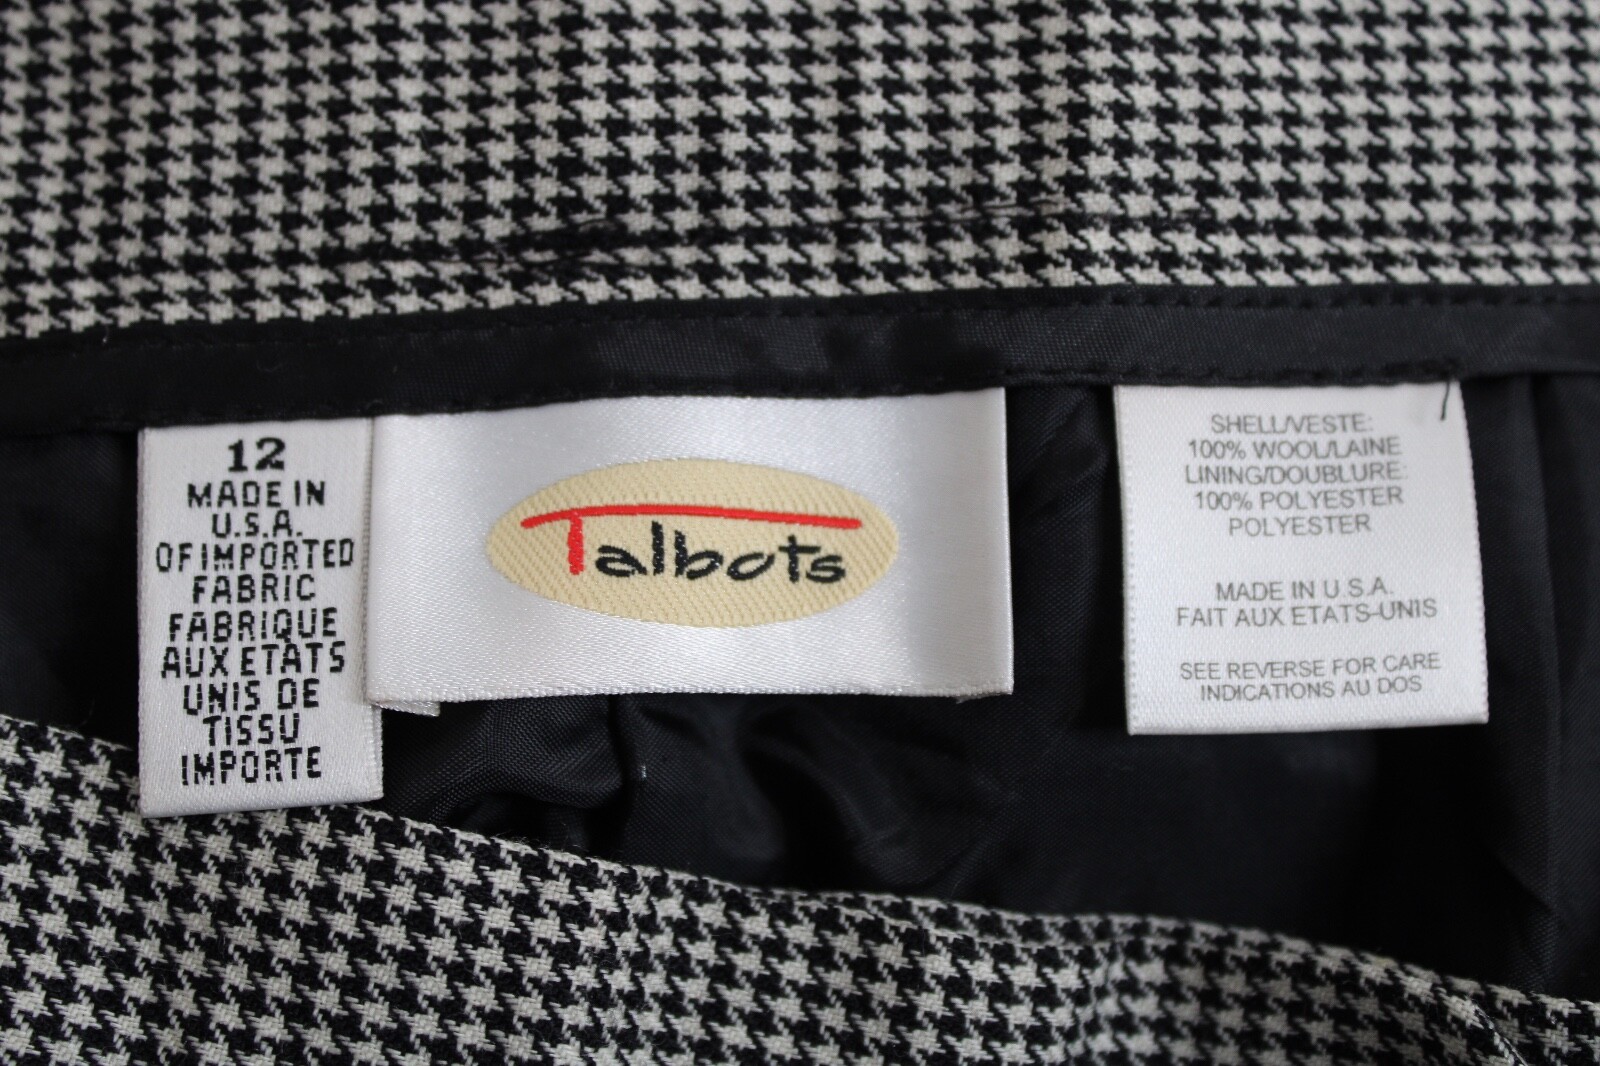 12
MADE IN
U.S.A.
OF IMPORTED
FABRIC
FABRIQUE
AUX ETATS
UNIS DE
TISSU
IMPORTE
Talbots
SHELL/VESTE:
100% WOOL/LAINE
LINING/DOUBLURE:
100% POLYESTER
POLYESTER
MADE IN U.S.A.
FAIT AUX ETATS-UNIS
SEE REVERSE FOR CARE
INDICATIONS AU DOS